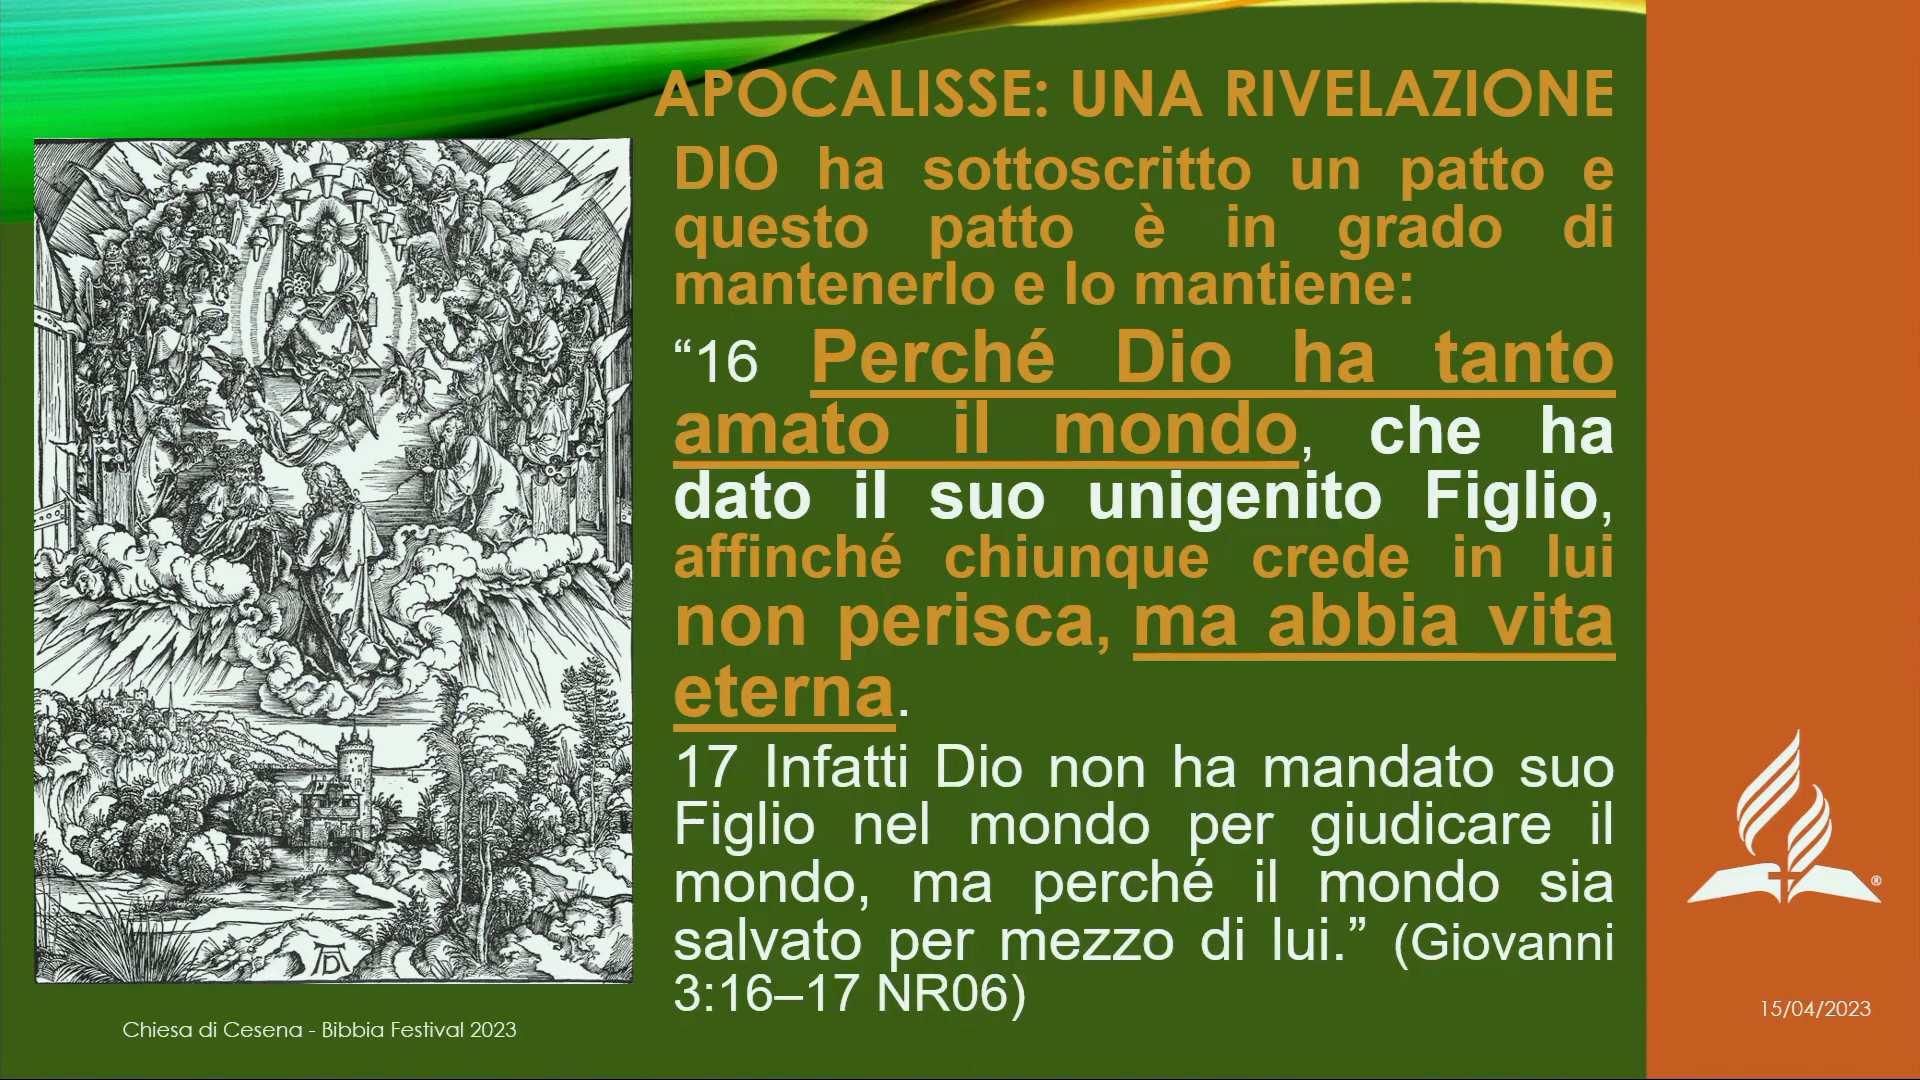 APOCALISSE: UNA RIVELAZIONE
DIO ha sottoscritto un patto e
questo patto è in grado di
mantenerlo e lo mantiene:
“16 Perché Dio ha tanto
amato il mondo, che ha
dato il suo unigenito Figlio,
affinché chiunque crede in lui
non perisca, ma abbia vita
eterna.
17 Infatti Dio non ha mandato suo
Figlio nel mondo per giudicare il
mondo, ma perché il mondo sia
salvato per mezzo di lui.” (Giovanni
3:16–17 NR06)
AD
®
Chiesa di Cesena - Bibbia Festival 2023
15/04/2023